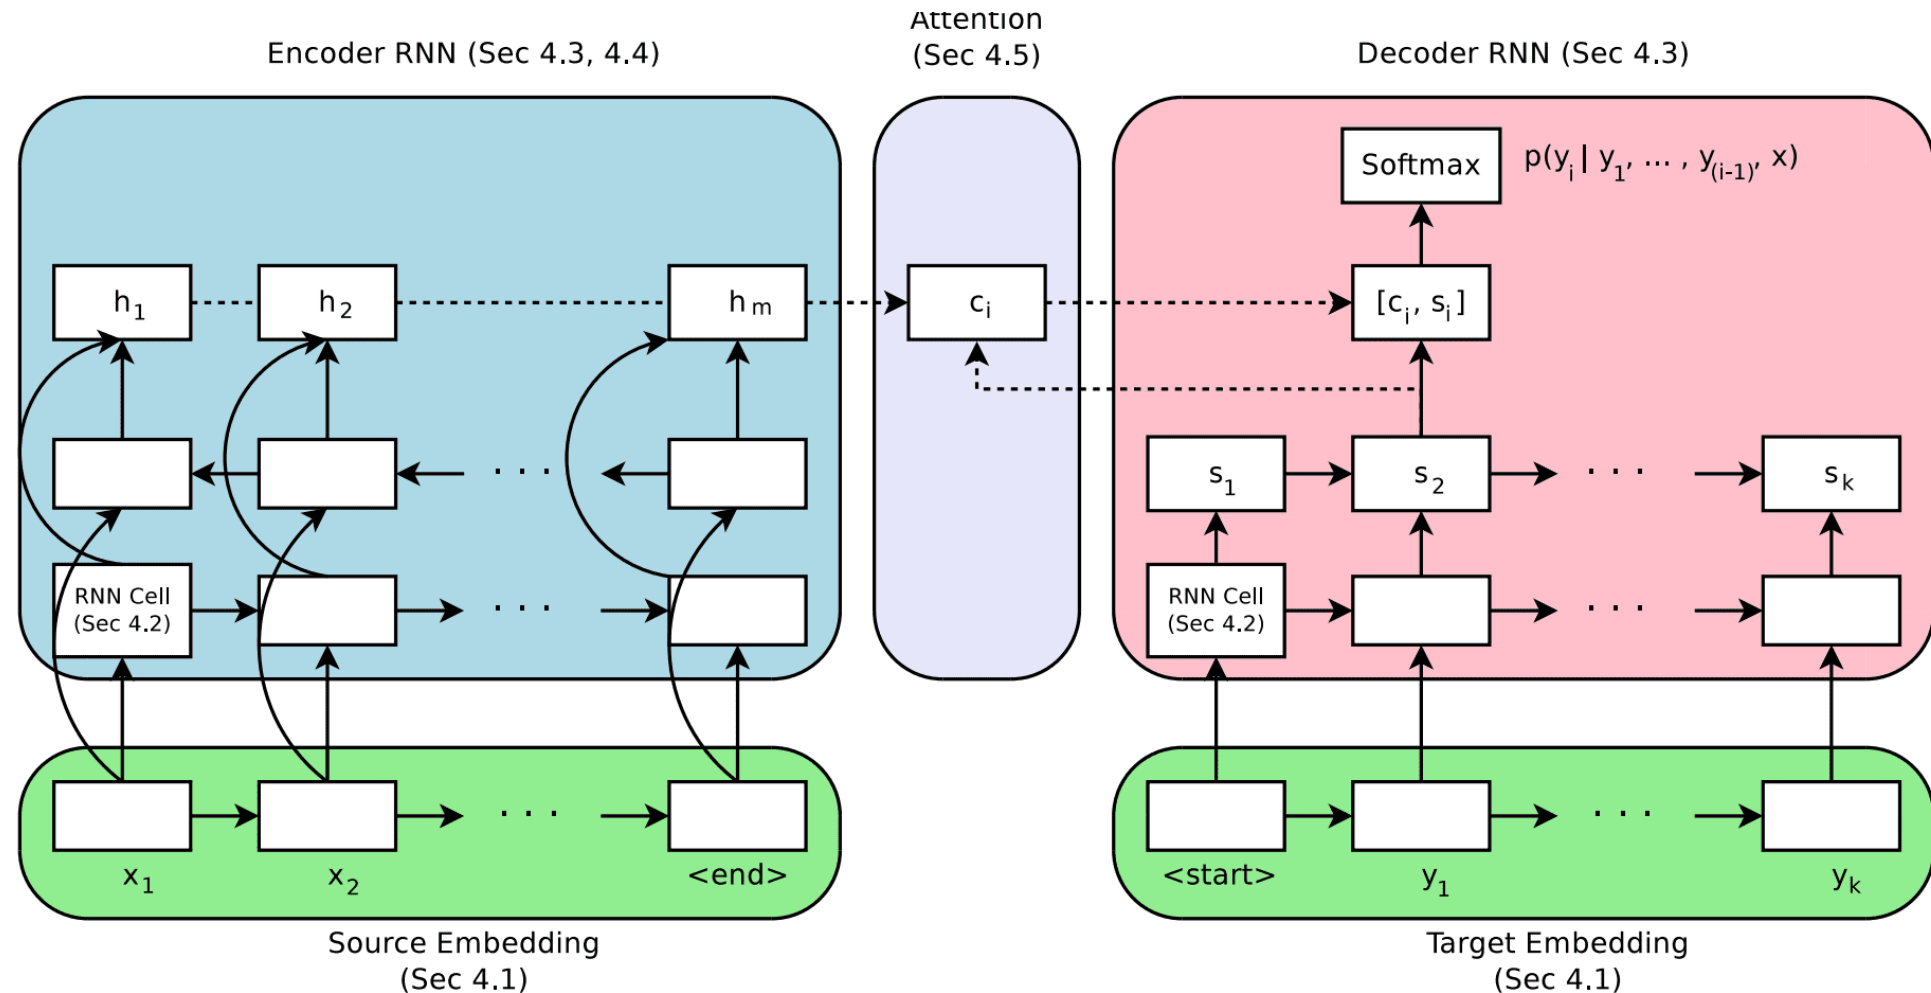 Encoder RNN (Sec 4.3, 4.4)
Attention
(Sec 4.5)
Decoder RNN (Sec 4.3)
Softmax
p(yi | y1, ... , y(i-1), x)
h1
h2
hm
ci
[ci, si]
. . .
s1
s2
. . .
sk
RNN Cell
(Sec 4.2)
. . .
RNN Cell
(Sec 4.2)
. . .
. . .
x1
x2
<end>
. . .
<start>
y1
yk
Source Embedding
(Sec 4.1)
Target Embedding
(Sec 4.1)